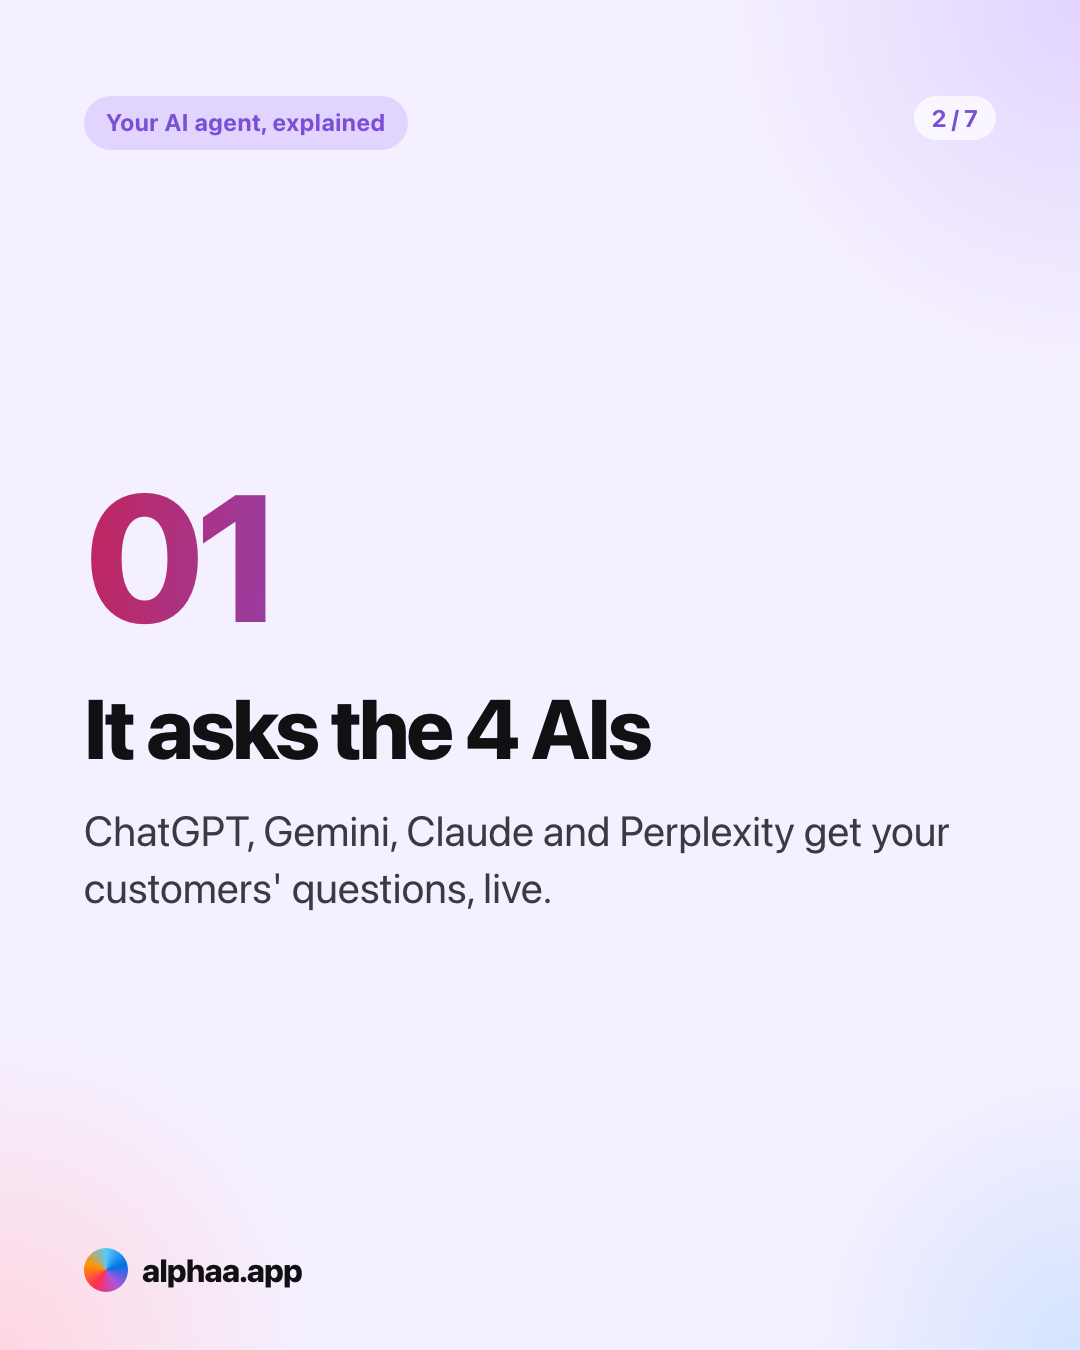 Your AI agent, explained
2 / 7
01
It asks the 4 AIs
ChatGPT, Gemini, Claude and Perplexity get your
customers' questions, live.
alphaa.app